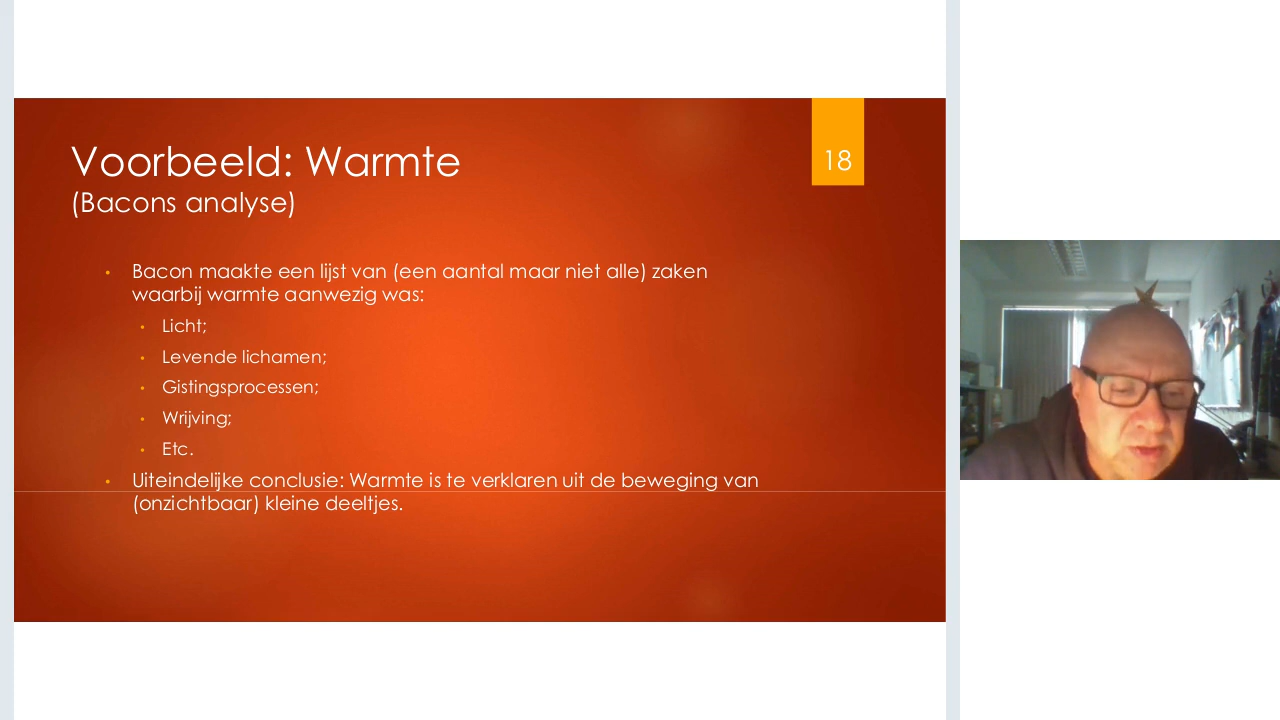 Voorbeeld: Warmte
(Bacons analyse)
18
• Bacon maakte een lijst van (een aantal maar niet alle) zaken
waarbij warmte aanwezig was:
• Licht;
• Levende lichamen;
• Gistingsprocessen;
• Wrijving;
• Etc.
• Uiteindelijke conclusie: Warmte is te verklaren uit de beweging van
(onzichtbaar) kleine deeltjes.